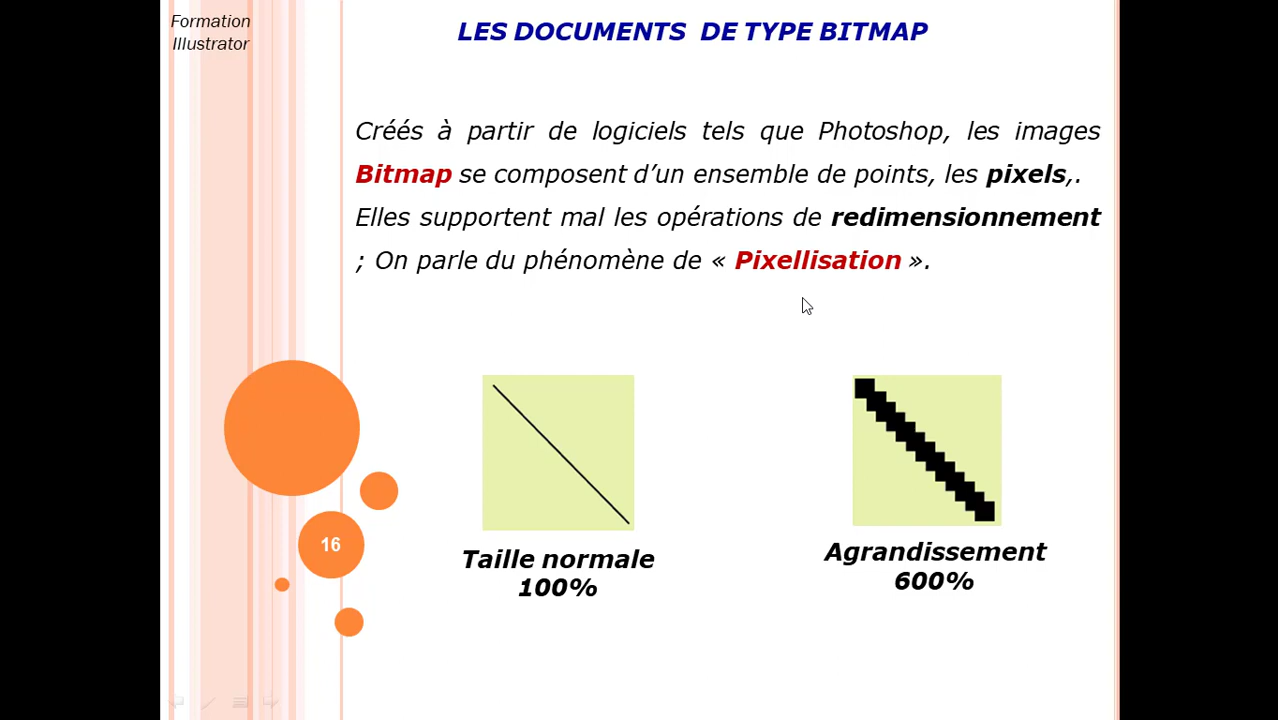 Formation
Illustrator
LES DOCUMENTS DE TYPE BITMAP
Créés à partir de logiciels tels que Photoshop, les images
Bitmap se composent d’un ensemble de points, les pixels,.
Elles supportent mal les opérations de redimensionnement
; On parle du phénomène de « Pixellisation ».
16
Taille normale
100%
Agrandissement
600%